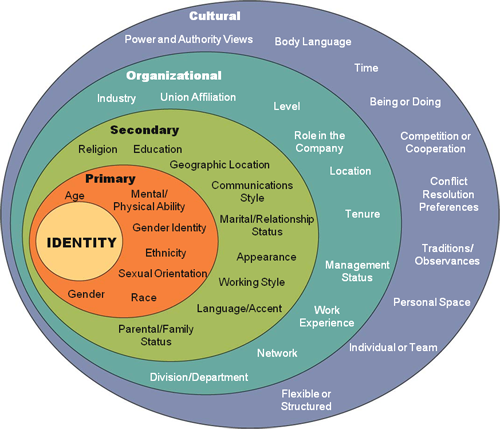 Cultural
Power and Authority Views
Body Language
Time
Being or Doing
Competition or
Cooperation
Conflict
Resolution
Preferences
Traditions/
Observances
Personal Space
Individual or Team
Flexible or
Structured
Organizational
Industry
Union Affiliation
Level
Role in the
Company
Location
Tenure
Management
Status
Work
Experience
Network
Division/Department
Secondary
Religion
Education
Geographic Location
Communications
Style
Marital/Relationship
Status
Appearance
Working Style
Language/Accent
Parental/Family
Status
Primary
Age
Mental/
Physical Ability
Gender Identity
Ethnicity
Sexual Orientation
Race
Gender
IDENTITY